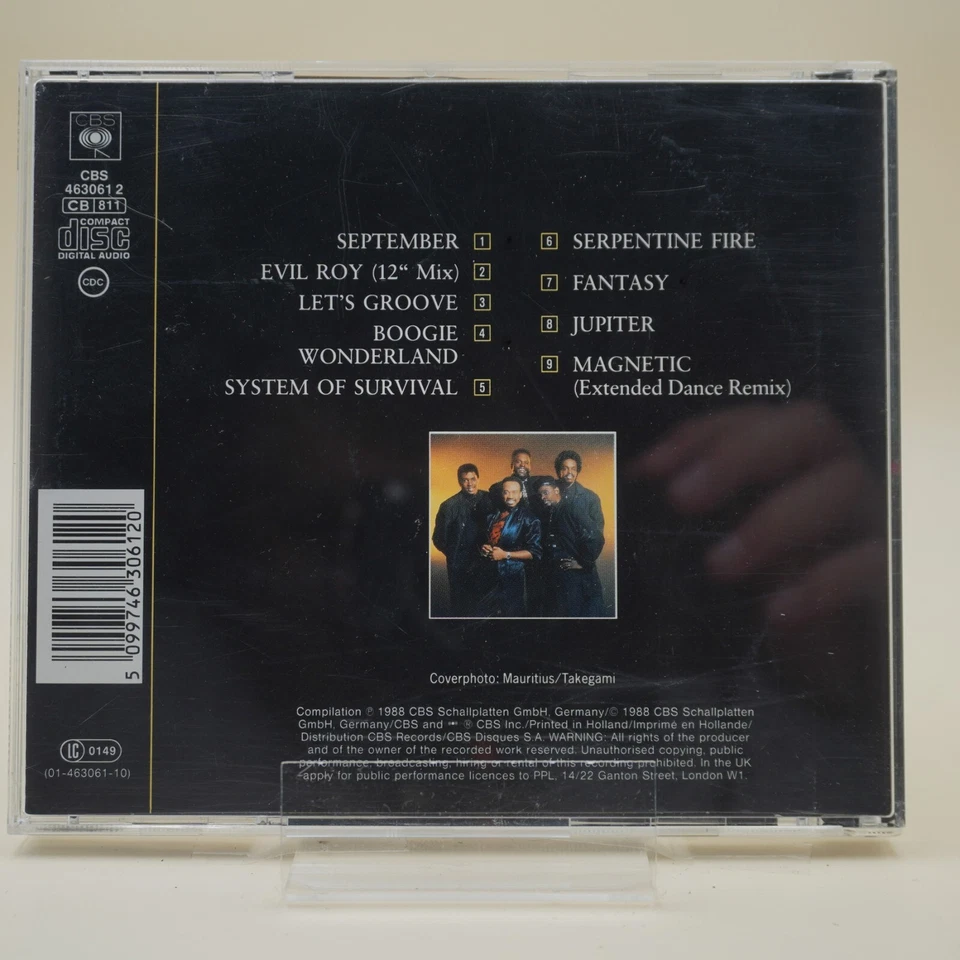 CBS
CBS
463061 2
CB 811
COMPACT
disc
DIGITAL AUDIO
CDC
SEPTEMBER 1
EVIL ROY (12“ Mix) 2
LET'S GROOVE 3
BOOGIE 4
WONDERLAND
SYSTEM OF SURVIVAL 5
6 SERPENTINE FIRE
7 FANTASY
8 JUPITER
9 MAGNETIC
(Extended Dance Remix)
5 099746 306120
Coverphoto: Mauritius/Takegami
Compilation ℗ 1988 CBS Schallplatten GmbH, Germany/© 1988 CBS Schallplatten
GmbH, Germany/CBS and ® CBS Inc./Printed in Holland/Imprimé en Hollande/
Distribution CBS Records/CBS Disques S.A. WARNING: All rights of the producer
and of the owner of the recorded work reserved. Unauthorised copying, public
performance, broadcasting, hiring or rental of this recording prohibited. In the UK
apply for public performance licences to PPL, 14/22 Ganton Street, London W1.
LC 0149
(01-463061-10)